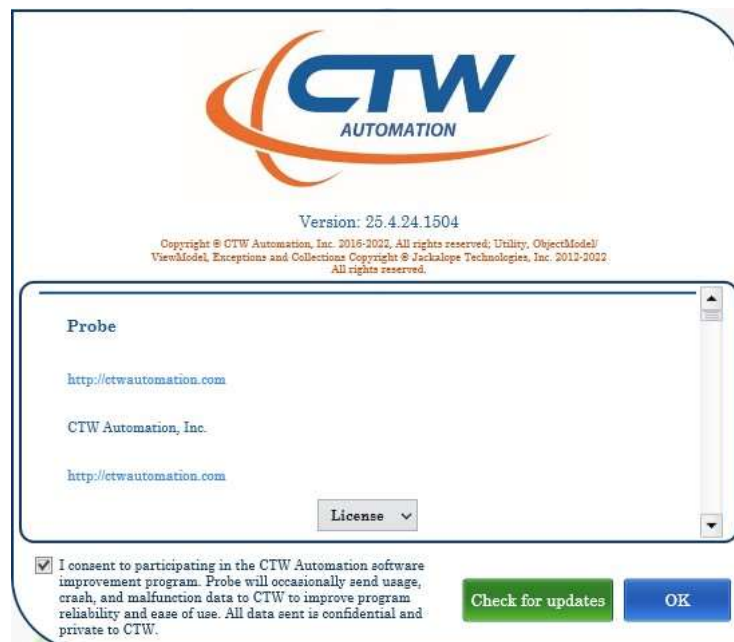 CTW
AUTOMATION
Version: 25.4.24.1504
Copyright © CTW Automation, Inc. 2016-2022, All rights reserved; Utility, ObjectModel/
ViewModel, Exceptions and Collections Copyright © Jackalope Technologies, Inc. 2012-2022
All rights reserved.
Probe
http://ctwautomation.com
CTW Automation, Inc.
http://ctwautomation.com
License
I consent to participating in the CTW Automation software
improvement program. Probe will occasionally send usage,
crash, and malfunction data to CTW to improve program
reliability and ease of use. All data sent is confidential and
private to CTW.
Check for updates
OK